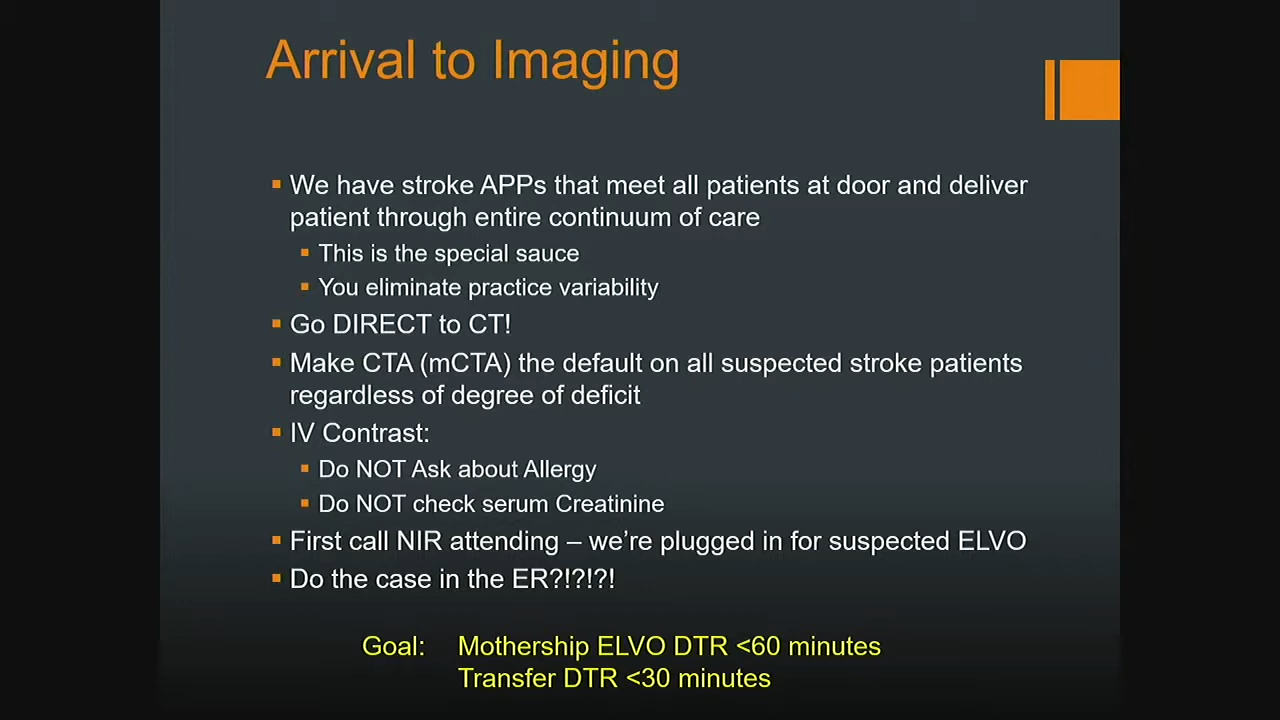 Arrival to Imaging
We have stroke APPs that meet all patients at door and deliver
patient through entire continuum of care
This is the special sauce
You eliminate practice variability
Go DIRECT to CT!
Make CTA (mCTA) the default on all suspected stroke patients
regardless of degree of deficit
IV Contrast:
Do NOT Ask about Allergy
Do NOT check serum Creatinine
First call NIR attending – we’re plugged in for suspected ELVO
Do the case in the ER?!?!?!
Goal: Mothership ELVO DTR <60 minutes
Transfer DTR <30 minutes